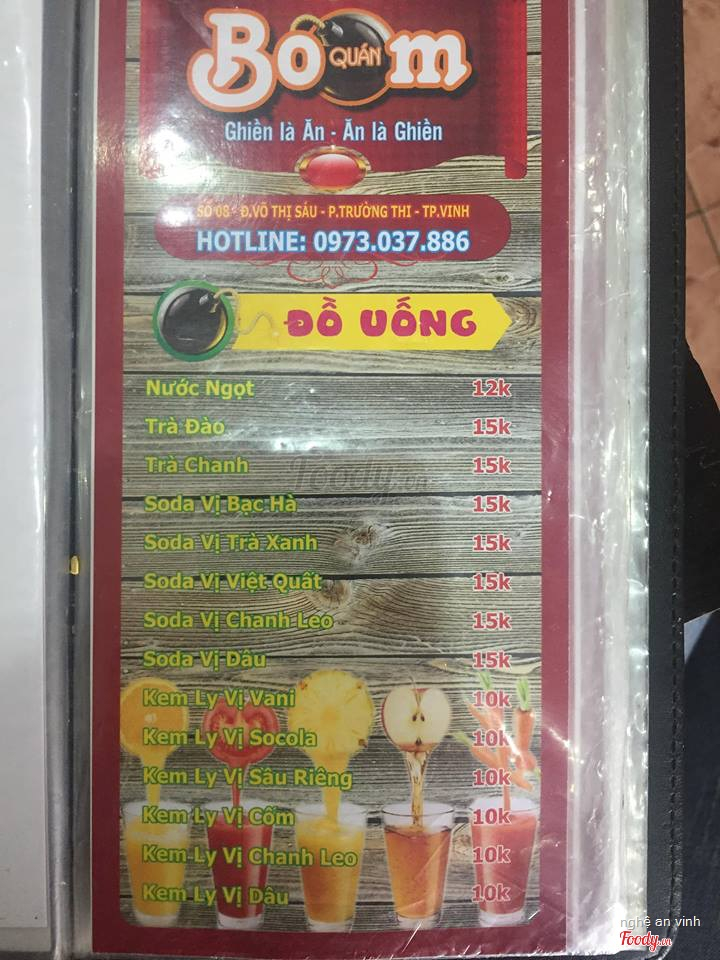 Boom
QUÁN
Ghiền là Ăn - Ăn là Ghiền
SỐ 08 - Đ.VÕ THỊ SÁU - P.TRƯỜNG THI - TP.VINH
HOTLINE: 0973.037.886
ĐỒ UỐNG
Nước Ngọt 12k
Trà Đào 15k
Trà Chanh 15k
Foody.vn
Soda Vị Bạc Hà 15k
Soda Vị Trà Xanh 15k
Soda Vị Việt Quất 15k
Soda Vị Chanh Leo 15k
Soda Vị Dâu 15k
Kem Ly Vị Vani 10k
Kem Ly Vị Socola 10k
Kem Ly Vị Sầu Riêng 10k
Kem Ly Vị Cốm 10k
Kem Ly Vị Chanh Leo 10k
Kem Ly Vị Dâu 10k
nghệ an vinh
Foody.vn